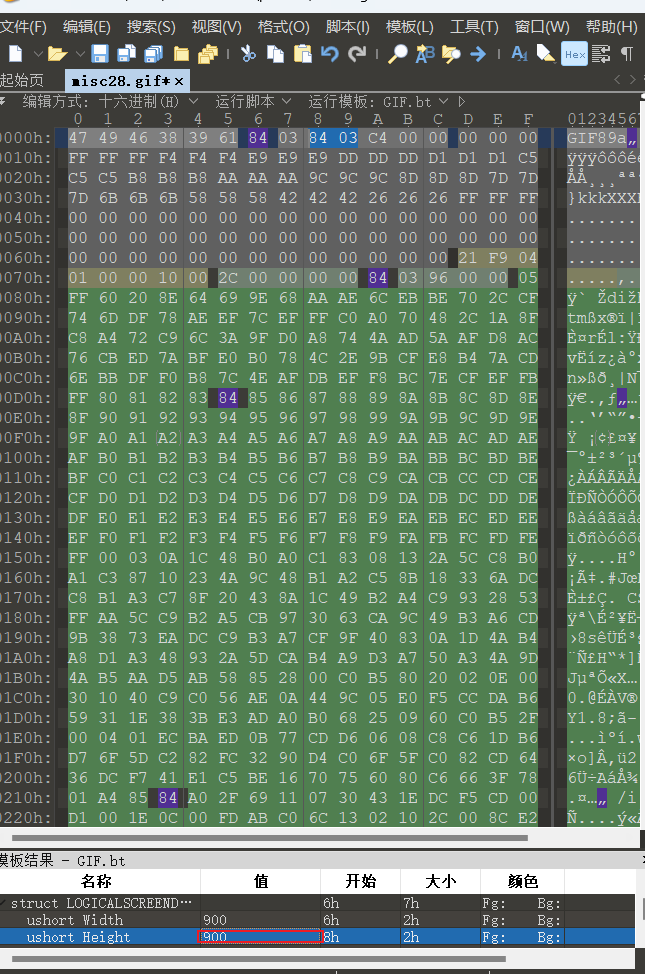 文件(F) 编辑(E) 搜索(S) 视图(V) 格式(O) 脚本(I) 模板(L) 工具(T) 窗口(W) 帮助(H)
Hex
起始页 misc28.gif* ×
编辑方式: 十六进制(H) 运行脚本 运行模板: GIF.bt
0 1 2 3 4 5 6 7 8 9 A B C D E F 01234567
0000h: 47 49 46 38 39 61 84 03 84 03 C4 00 00 00 00 00 GIF89a„
0010h: FF FF FF F4 F4 F4 E9 E9 E9 DD DD DD D1 D1 D1 C5 ÿÿÿôôôéé
0020h: C5 C5 B8 B8 B8 AA AA AA 9C 9C 9C 8D 8D 8D 7D 7D
0030h: 7D 6B 6B 6B 58 58 58 42 42 42 26 26 26 FF FF FF }kkkXXX
0040h: 00 00 00 00 00 00 00 00 00 00 00 00 00 00 00 00 ........
0050h: 00 00 00 00 00 00 00 00 00 00 00 00 00 00 00 00 ........
0060h: 00 00 00 00 00 00 00 00 00 00 00 00 00 21 F9 04 ........
0070h: 01 00 00 10 00 2C 00 00 00 00 84 03 96 00 00 05 .....,.
0080h: FF 60 20 8E 64 69 9E 68 AA AE 6C EB BE 70 2C CF
0090h: 74 6D DF 78 AE EF 7C EF FF C0 A0 70 48 2C 1A 8F
00A0h: C8 A4 72 C9 6C 3A 9F D0 A8 74 4A AD 5A AF D8 AC
00B0h: 76 CB ED 7A BF E0 B0 78 4C 2E 9B CF E8 B4 7A CD
00C0h: 6E BB DF F0 B8 7C 4E AF DB EF F8 BC 7E CF EF FB
00D0h: FF 80 81 82 83 84 85 86 87 88 89 8A 8B 8C 8D 8E
00E0h: 8F 90 91 92 93 94 95 96 97 98 99 9A 9B 9C 9D 9E
00F0h: 9F A0 A1 A2 A3 A4 A5 A6 A7 A8 A9 AA AB AC AD AE
0100h: AF B0 B1 B2 B3 B4 B5 B6 B7 B8 B9 BA BB BC BD BE
0110h: BF C0 C1 C2 C3 C4 C5 C6 C7 C8 C9 CA CB CC CD CE
0120h: CF D0 D1 D2 D3 D4 D5 D6 D7 D8 D9 DA DB DC DD DE
0130h: DF E0 E1 E2 E3 E4 E5 E6 E7 E8 E9 EA EB EC ED EE
0140h: EF F0 F1 F2 F3 F4 F5 F6 F7 F8 F9 FA FB FC FD FE
0150h: FF 00 03 0A 1C 48 B0 A0 C1 83 08 13 2A 5C C8 B0
0160h: A1 C3 87 10 23 4A 9C 48 B1 A2 C5 8B 18 33 6A DC
0170h: C8 B1 A3 C7 8F 20 43 8A 1C 49 B2 A4 C9 93 28 53
0180h: FF AA 5C C9 B2 A5 CB 97 30 63 CA 9C 49 B3 A6 CD
0190h: 9B 38 73 EA DC C9 B3 A7 CF 9F 40 83 0A 1D 4A B4
01A0h: A8 D1 A3 48 93 2A 5D CA B4 A9 D3 A7 50 A3 4A 9D
01B0h: 4A B5 AA D5 AB 58 85 28 00 C0 B5 80 20 02 0E 00
01C0h: 30 10 40 C9 C0 56 AE 0A 44 9C 05 E0 F5 CC DA B6
01D0h: 59 31 1E 38 3B E3 AD A0 B0 68 25 09 60 C0 B5 2F
01E0h: 00 04 01 EC BA ED 0B 77 CD D6 06 08 C8 C6 1D B6
01F0h: D7 6F 5D C2 82 FC 32 90 D4 C0 6F 5F C0 82 CD 64
0200h: 36 DC F7 41 E1 C5 BE 16 70 75 60 80 C6 66 3F 78
0210h: 01 A4 85 84 A0 2F 69 11 07 30 43 1E DC F5 CD 00
0220h: D1 00 1E 0C 00 FD AB C0 6C 13 02 10 2C 00 8C E2
模板结果 - GIF.bt
名称 值 开始 大小 颜色
struct LOGICALSCREEND··· 6h 7h Fg: Bg:
ushort Width 900 6h 2h Fg: Bg:
ushort Height 900 8h 2h Fg: Bg: